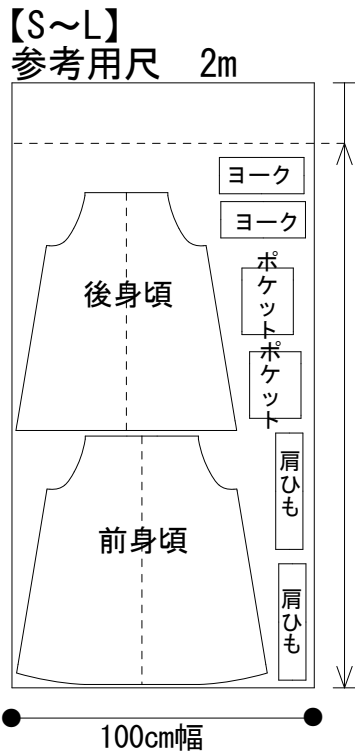 【S～L】
参考用尺　2m
ヨーク
ヨーク
後身頃
ポケット
ポケット
肩ひも
前身頃
肩ひも
100cm幅